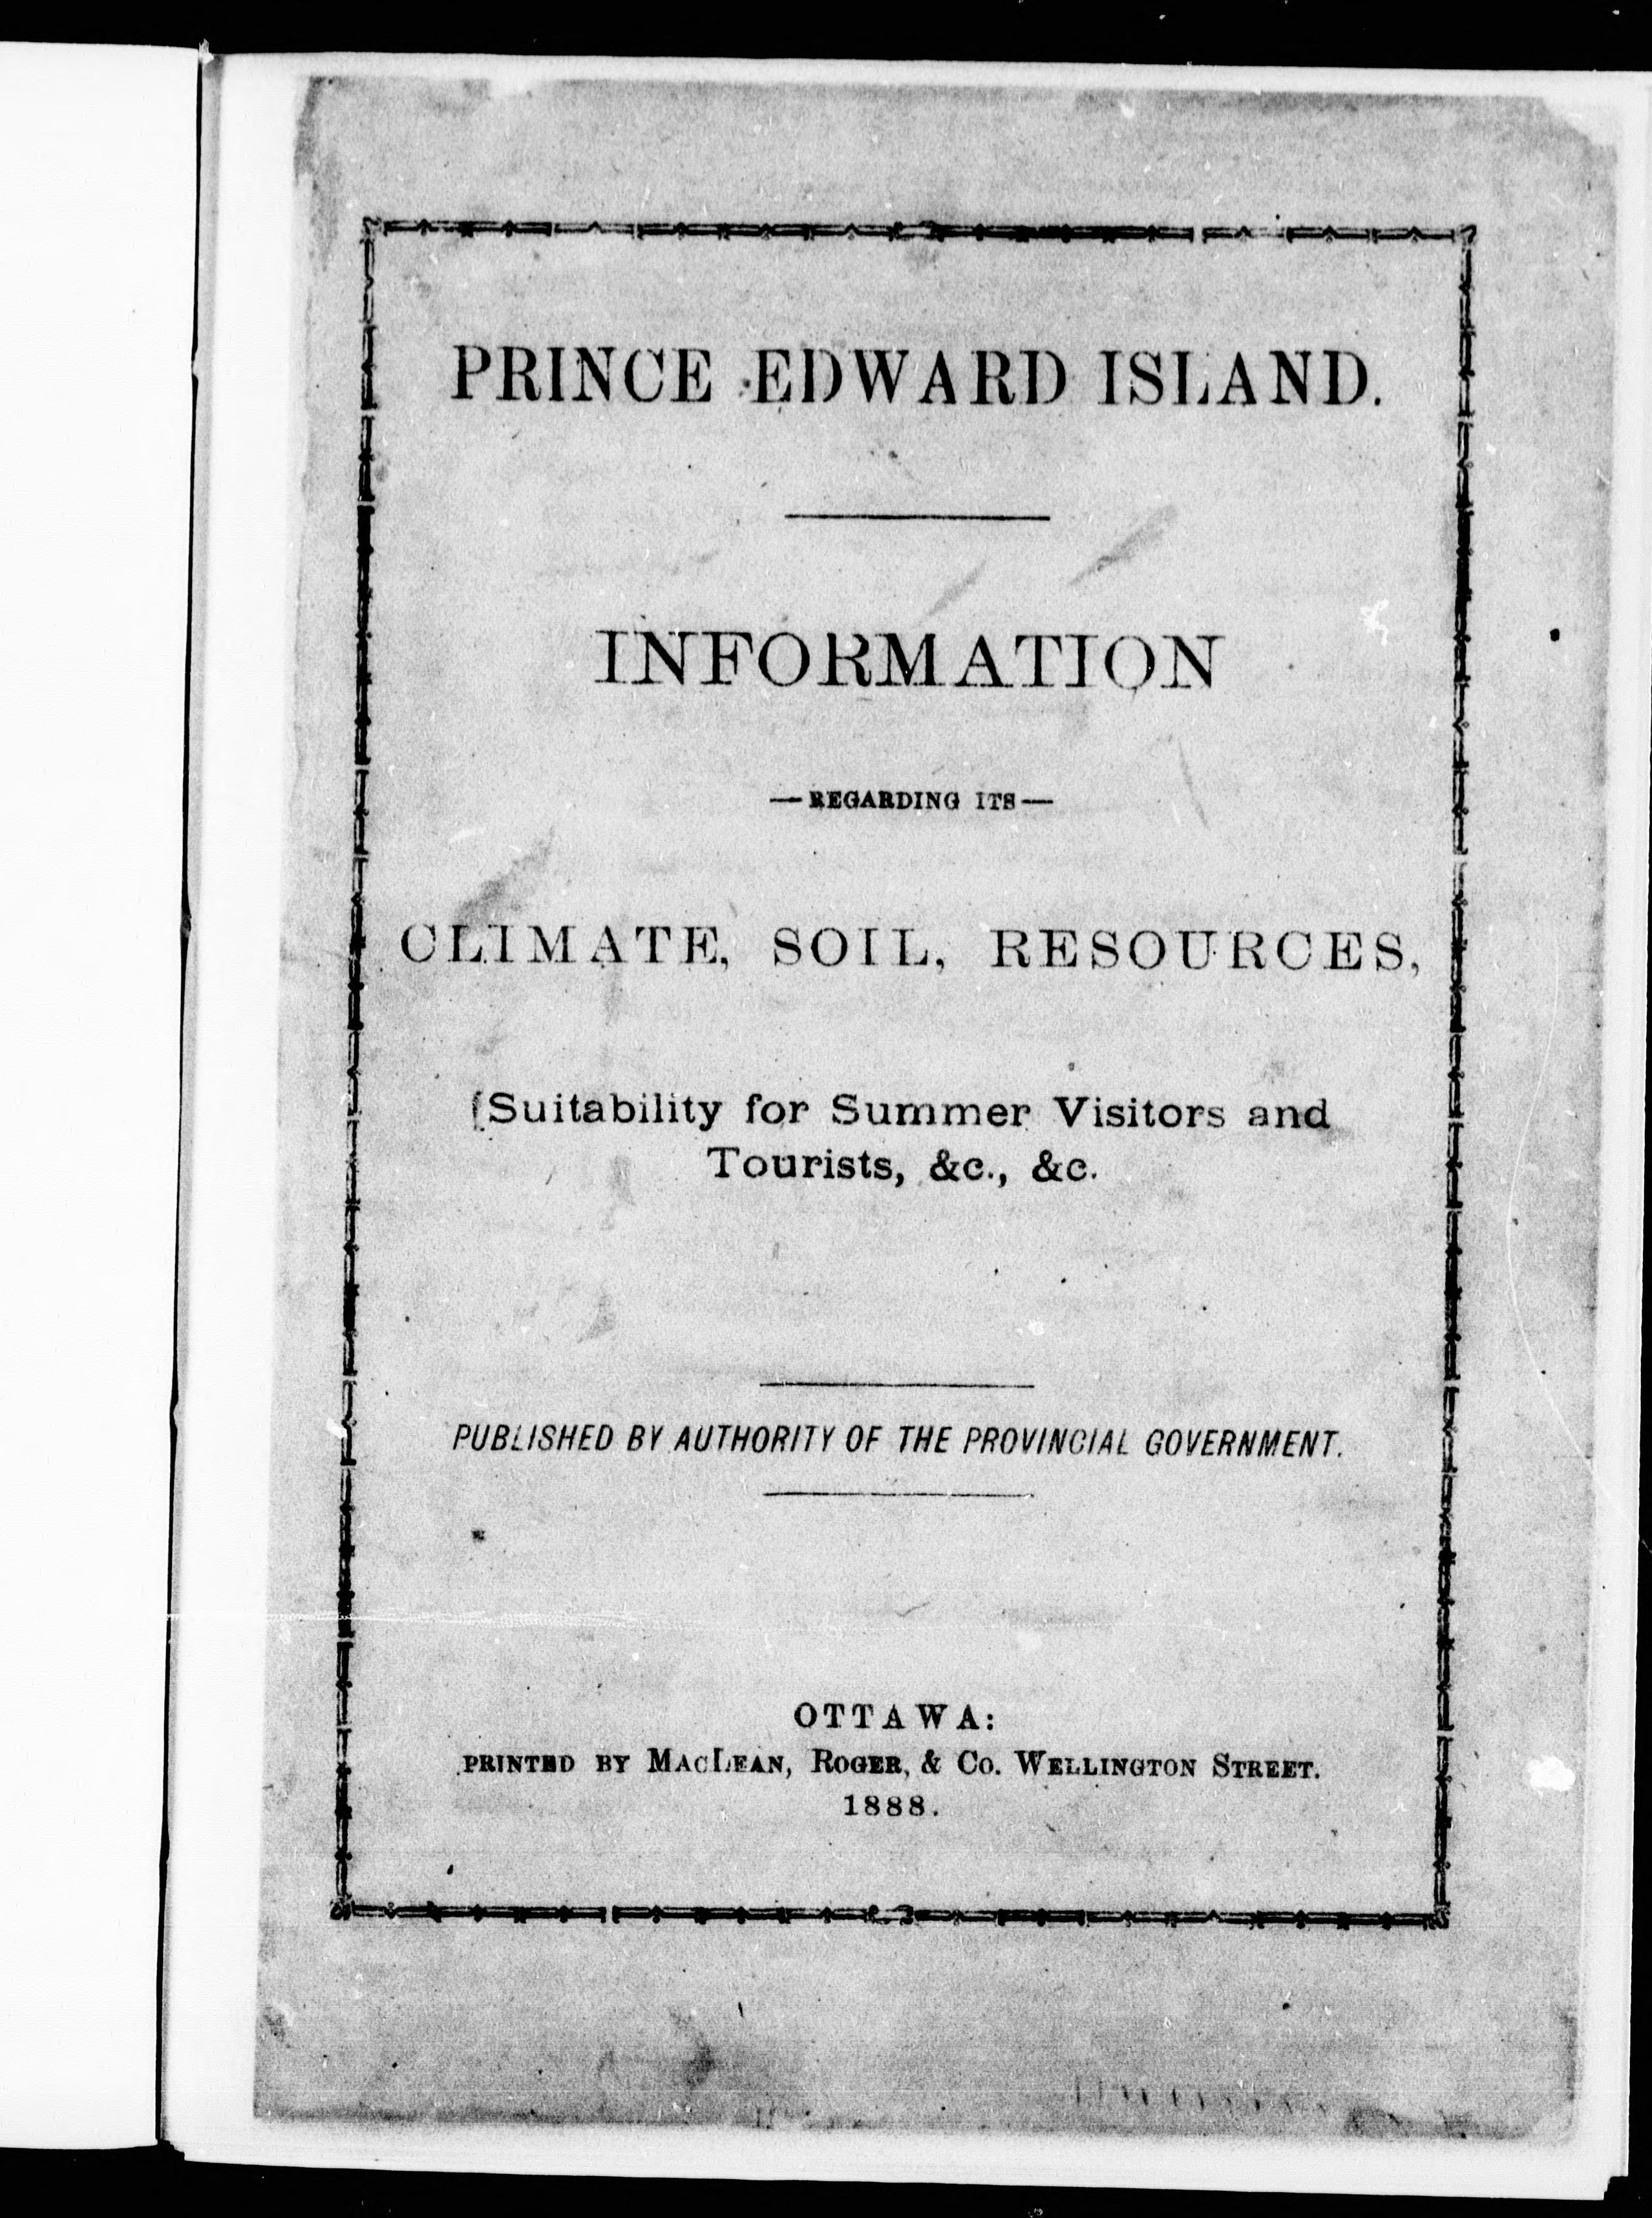 PRINCE EDWARD ISLAND.
INFORMATION
—REGARDING ITS—
CLIMATE, SOIL, RESOURCES,
(Suitability for Summer Visitors and
Tourists, &c., &c.
PUBLISHED BY AUTHORITY OF THE PROVINCIAL GOVERNMENT.
OTTAWA:
PRINTED BY MACLEAN, ROGER, & CO. WELLINGTON STREET.
1888.